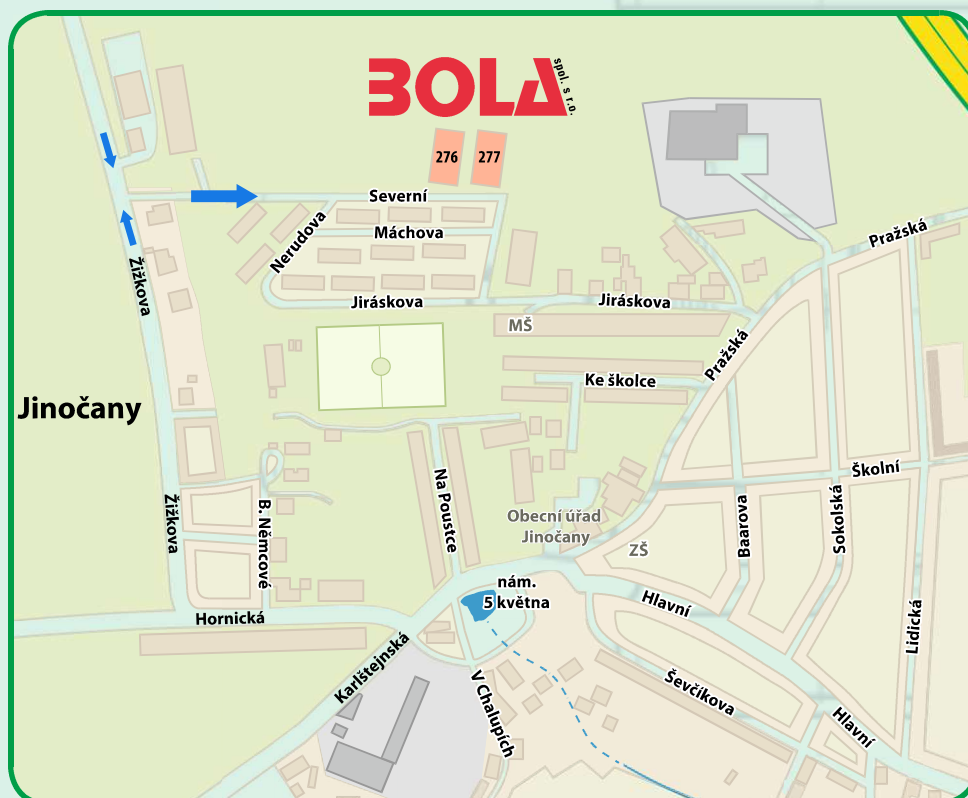 BOLA
spol. s r.o.
276
277
Severní
Nerudova
Máchova
Pražská
Žižkova
Jiráskova
Jiráskova
MŠ
Pražská
Ke školce
Jinočany
Školní
Na Poustce
Žižkova
B. Němcové
Obecní úřad
Jinočany
Baarova
Sokolská
ZŠ
nám.
5 května
Hlavní
Hornická
Lidická
Karlštejnská
V Chalupích
Ševčíkova
Hlavní